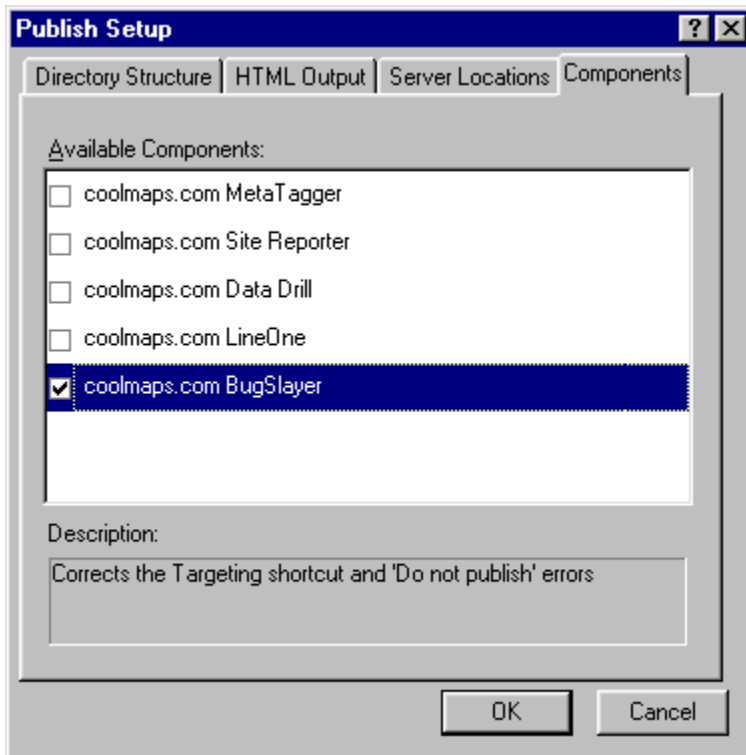 Publish Setup
Directory Structure HTML Output Server Locations Components
Available Components:
coolmaps.com MetaTagger
coolmaps.com Site Reporter
coolmaps.com Data Drill
coolmaps.com LineOne
coolmaps.com BugSlayer
Description:
Corrects the Targeting shortcut and 'Do not publish' errors
OK Cancel